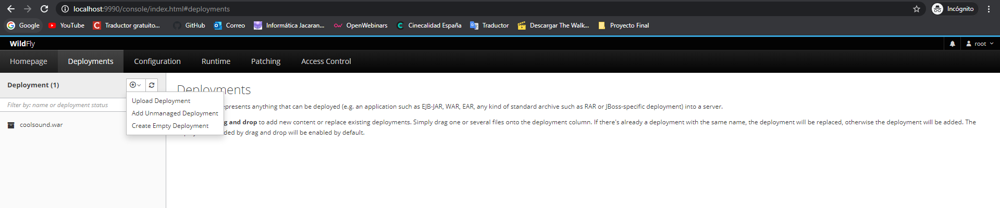 localhost:9990/console/index.html#deployments
Incógnito
Google YouTube Traductor gratuito... GitHub Correo Informática Jacaran... OpenWebinars Cinecalidad España Traductor Descargar The Walk... Proyecto Final
WildFly
root
Homepage Deployments Configuration Runtime Patching Access Control
Deployment (1)
Filter by: name or deployment status
coolsound.war
Upload Deployment
Add Unmanaged Deployment
Create Empty Deployment
Deployments
epresents anything that can be deployed (e.g. an application such as EJB-JAR, WAR, EAR, any kind of standard archive such as RAR or JBoss-specific deployment) into a server.
g and drop to add new content or replace existing deployments. Simply drag one or several files onto the deployment column. If there's already a deployment with the same name, the deployment will be replaced, otherwise the deployment will be added. The
ded by drag and drop will be enabled by default.